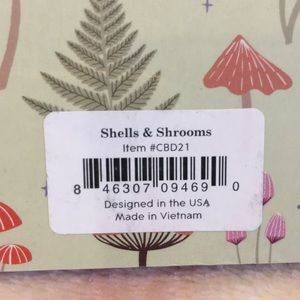 Shells & Shrooms
Item #CBD21
8 46307 09469 0
Designed in the USA
Made in Vietnam